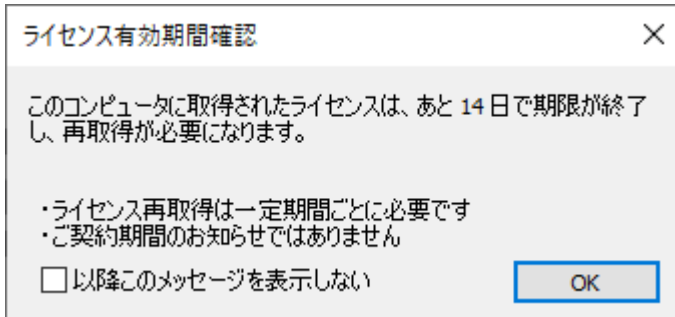 ライセンス有効期間確認
このコンピュータに取得されたライセンスは、あと 14 日で期限が終了
し、再取得が必要になります。
・ライセンス再取得は一定期間ごとに必要です
・ご契約期間のお知らせではありません
以降このメッセージを表示しない
OK